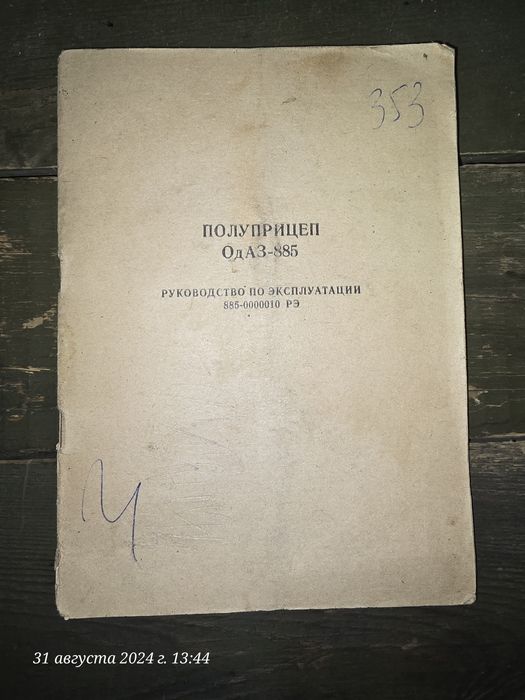 353
ПОЛУПРИЦЕП
ОдАЗ-885
РУКОВОДСТВО ПО ЭКСПЛУАТАЦИИ
885-0000010 РЭ
31 августа 2024 г. 13:44